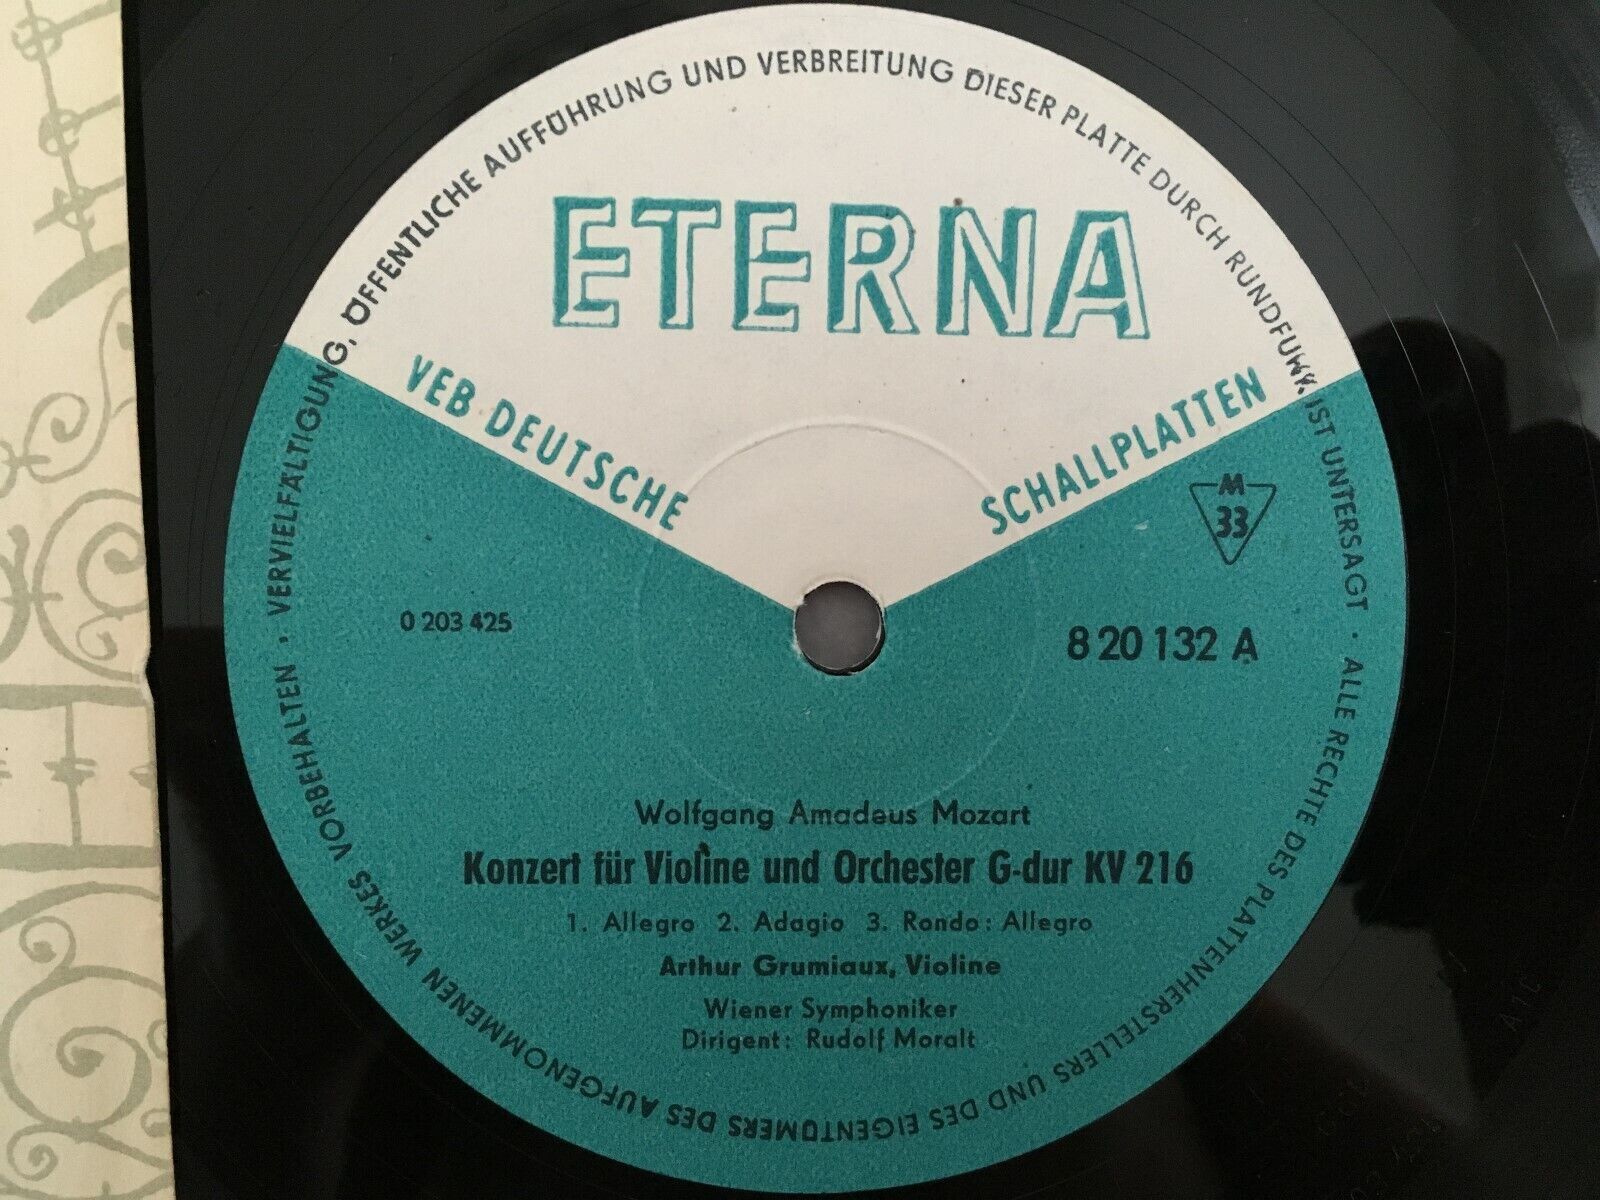 ALLE RECHTE DES PLATTENHERSTELLERS UND DES EIGENTÜMERS DES AUFGENOMMENEN WERKES VORBEHALTEN · VERVIELFÄLTIGUNG, ÖFFENTLICHE AUFFÜHRUNG UND VERBREITUNG DIESER PLATTE DURCH RUNDFUNK IST UNTERSAGT ·
ETERNA
VEB DEUTSCHE SCHALLPLATTEN
M
33
0 203 425
8 20 132 A
Wolfgang Amadeus Mozart
Konzert für Violine und Orchester G-dur KV 216
1. Allegro 2. Adagio 3. Rondo: Allegro
Arthur Grumiaux, Violine
Wiener Symphoniker
Dirigent: Rudolf Moralt